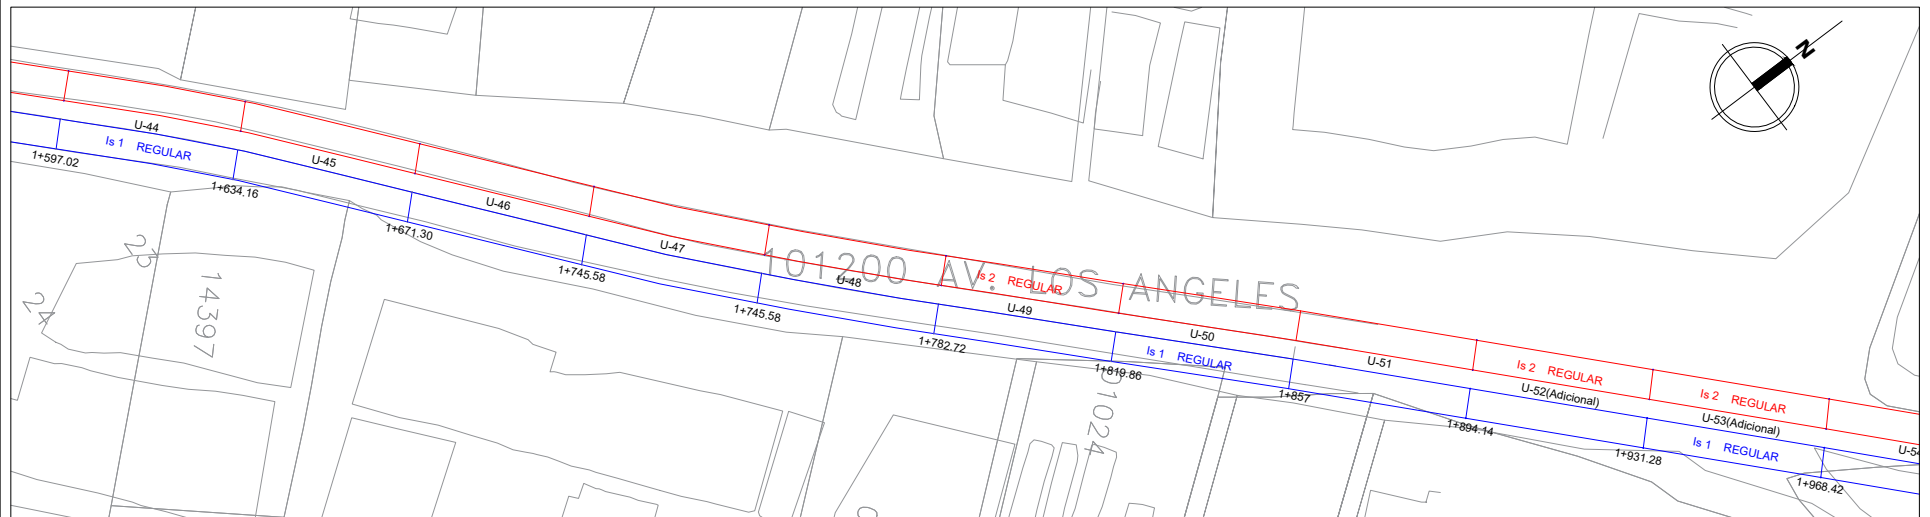 N
U-44
Is 1 REGULAR
1+597.02
U-45
1+634.16
U-46
1+671.30
U-47
1+745.58
U-48
1+745.58
101200 AV. LOS ANGELES
Is 2 REGULAR
U-49
1+782.72
U-50
Is 1 REGULAR
1+819.86
U-51
1+857
Is 2 REGULAR
U-52(Adicional)
1+894.14
Is 2 REGULAR
U-53(Adicional)
Is 1 REGULAR
1+931.28
U-54
1+968.42
23
24
14397
01024